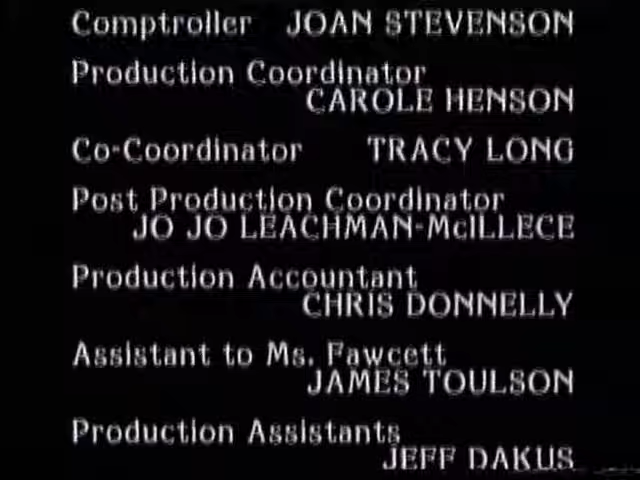 Comptroller JOAN STEVENSON
Production Coordinator
CAROLE HENSON
Co-Coordinator TRACY LONG
Post Production Coordinator
JO JO LEACHMAN-McILLECE
Production Accountant
CHRIS DONNELLY
Assistant to Ms. Fawcett
JAMES TOULSON
Production Assistants
JEFF DAKUS